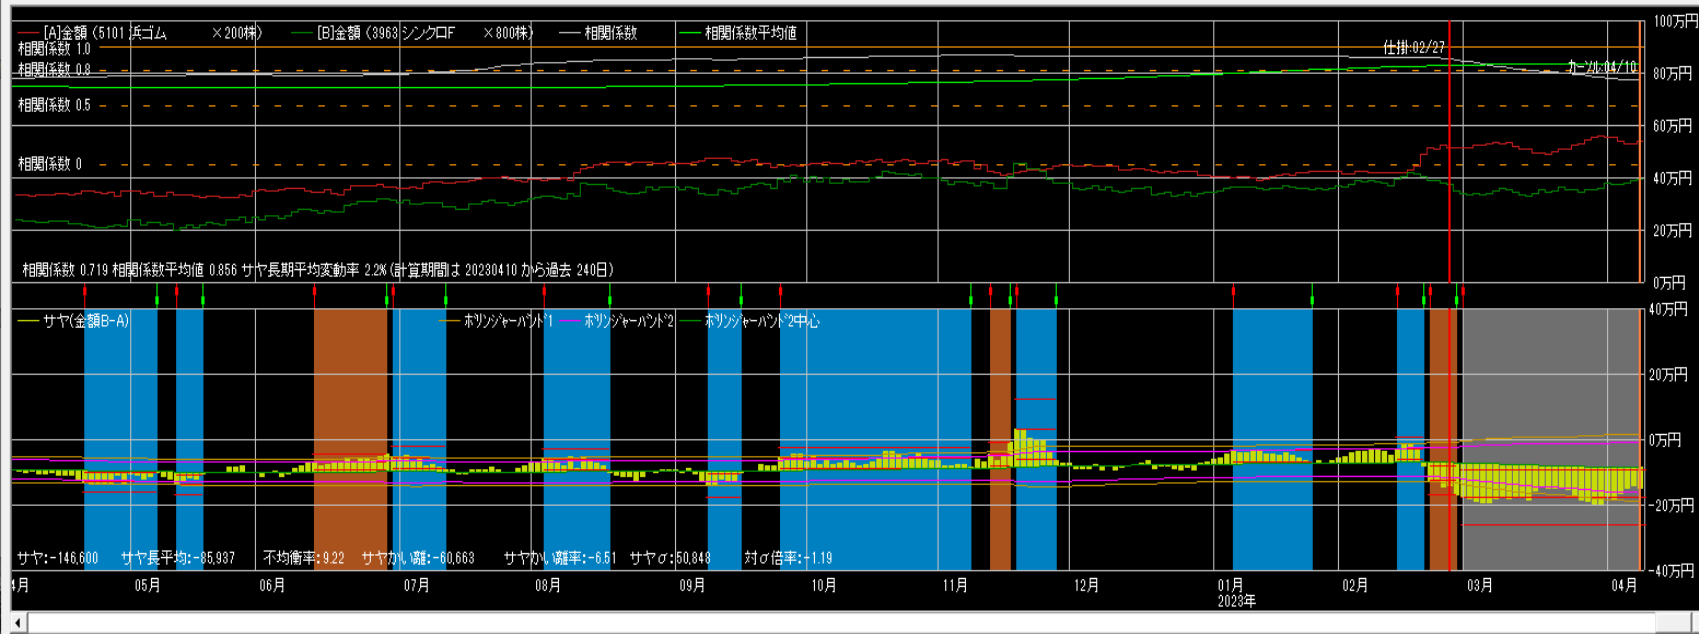 [A]金額 (5101 浜ゴム ×200株) [B]金額 (3963 シンクロF ×800株) 相関係数 相関係数平均値
100万円
相関係数 1.0
仕掛:02/27
相関係数 0.8
カーソル:04/10
80万円
相関係数 0.5
60万円
相関係数 0
40万円
20万円
相関係数 0.719 相関係数平均値 0.856 サヤ長期平均変動率 2.2% (計算期間は 20230410 から過去 240日)
0万円
40万円
サヤ(金額B-A) ボリンジャーバンド1 ボリンジャーバンド2 ボリンジャーバンド2中心
20万円
0万円
-20万円
サヤ:-146,600 サヤ長平均:-85,937 不均衡率:9.22 サヤかい離:-60,663 サヤかい離率:-6.51 サヤσ:50,848 対σ倍率:-1.19
-40万円
4月 05月 06月 07月 08月 09月 10月 11月 12月 01月 02月 03月 04月
2023年